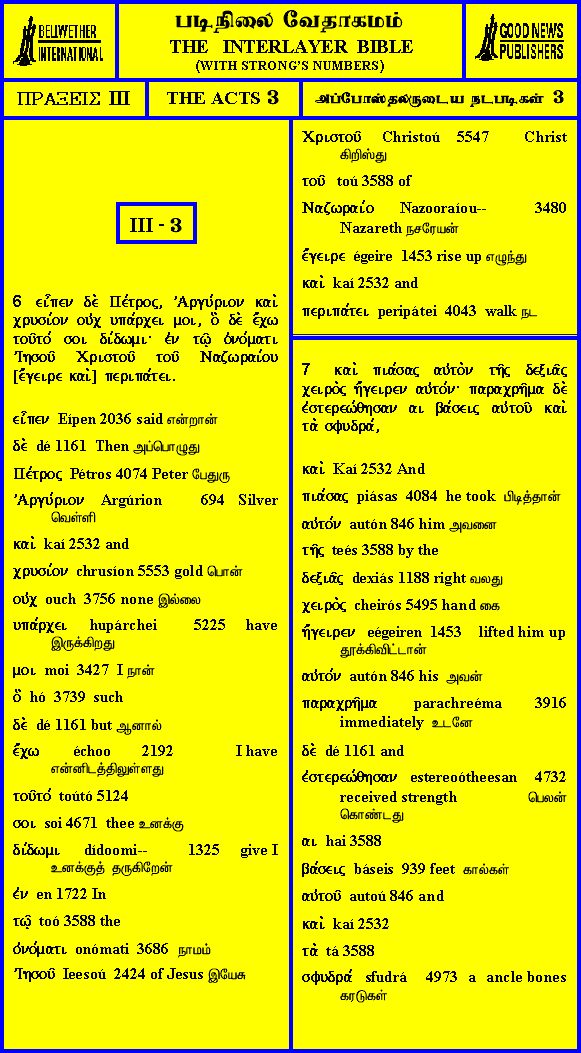 BELLWETHER
INTERNATIONAL
படிநிலை வேதாகமம்
THE INTERLAYER BIBLE
(WITH STRONG'S NUMBERS)
GOOD NEWS
PUBLISHERS
ΠΡΑΞΕΙΣ III
THE ACTS 3
அப்போஸ்தலருடைய நடபடிகள் 3
III - 3
6 εἶπεν δὲ Πέτρος, Ἀργύριον καὶ
χρυσίον οὐχ υπάρχει μοι, ὃ δὲ ἔχω
τοῦτό σοι δίδωμι· ἐν τῷ ὀνόματι
Ἰησοῦ Χριστοῦ τοῦ Ναζωραίου
[ἔγειρε καὶ] περιπάτει.
εἶπεν Eípen 2036 said என்றான்
δὲ dé 1161 Then அப்பொழுது
Πέτρος Pétros 4074 Peter பேதுரு
Ἀργύριον Argúrion 694 Silver
வெள்ளி
καὶ kaí 2532 and
χρυσίον chrusíon 5553 gold பொன்
οὐχ ouch 3756 none இல்லை
υπάρχει hupárchei 5225 have
இருக்கிறது
μοι moi 3427 I நான்
ὃ hó 3739 such
δὲ dé 1161 but ஆனால்
ἔχω échoo 2192 I have
என்னிடத்திலுள்ளது
τοῦτό toútó 5124
σοι soi 4671 thee உனக்கு
δίδωμι dídoomi-- 1325 give I
உனக்குத் தருகிறேன்
ἐν en 1722 In
τῷ toó 3588 the
ὀνόματι onómati 3686 நாமம்
Ἰησοῦ Ieesoú 2424 of Jesus இயேசு
Χριστοῦ Christoú 5547 Christ
கிறிஸ்து
τοῦ toú 3588 of
Ναζωραίο Nazooraíou-- 3480
Nazareth நசரேயன்
ἔγειρε égeire 1453 rise up எழுந்து
καὶ kaí 2532 and
περιπάτει peripátei 4043 walk நட
7 καὶ πιάσας αὐτὸν τῆς δεξιᾶς
χειρὸς ἤγειρεν αὐτόν· παραχρῆμα δὲ
ἐστερεώθησαν αι βάσεις αὐτοῦ καὶ
τὰ σφυδρά,
καὶ Kaí 2532 And
πιάσας piásas 4084 he took பிடித்தான்
αὐτόν autón 846 him அவனை
τῆς teés 3588 by the
δεξιᾶς dexiás 1188 right வலது
χειρὸς cheirós 5495 hand கை
ἤγειρεν eégeiren 1453 lifted him up
தூக்கிவிட்டான்
αὐτόν autón 846 his அவன்
παραχρῆμα parachreéma 3916
immediately உடனே
δὲ dé 1161 and
ἐστερεώθησαν estereoótheesan 4732
received strength பெலன்
கொண்டது
αι hai 3588
βάσεις báseis 939 feet கால்கள்
αὐτοῦ autoú 846 and
καὶ kaí 2532
τὰ tá 3588
σφυδρά sfudrá 4973 a ancle bones
கரடுகள்